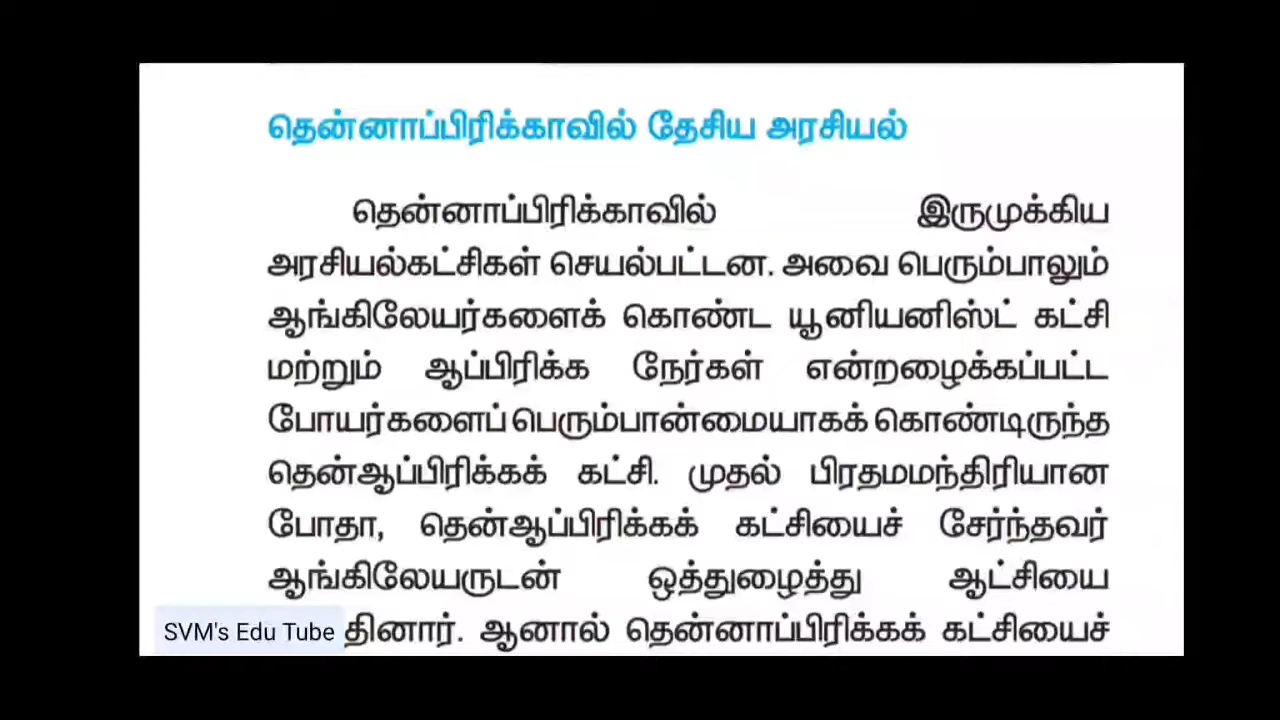 தென்னாப்பிரிக்காவில் தேசிய அரசியல்
தென்னாப்பிரிக்காவில் இருமுக்கிய
அரசியல்கட்சிகள் செயல்பட்டன. அவை பெரும்பாலும்
ஆங்கிலேயர்களைக் கொண்ட யூனியனிஸ்ட் கட்சி
மற்றும் ஆப்பிரிக்க நேர்கள் என்றழைக்கப்பட்ட
போயர்களைப் பெரும்பான்மையாகக் கொண்டிருந்த
தென்ஆப்பிரிக்கக் கட்சி. முதல் பிரதமமந்திரியான
போதா, தென்ஆப்பிரிக்கக் கட்சியைச் சேர்ந்தவர்
ஆங்கிலேயருடன் ஒத்துழைத்து ஆட்சியை
SVM's Edu Tube தினார். ஆனால் தென்னாப்பிரிக்கக் கட்சியைச்